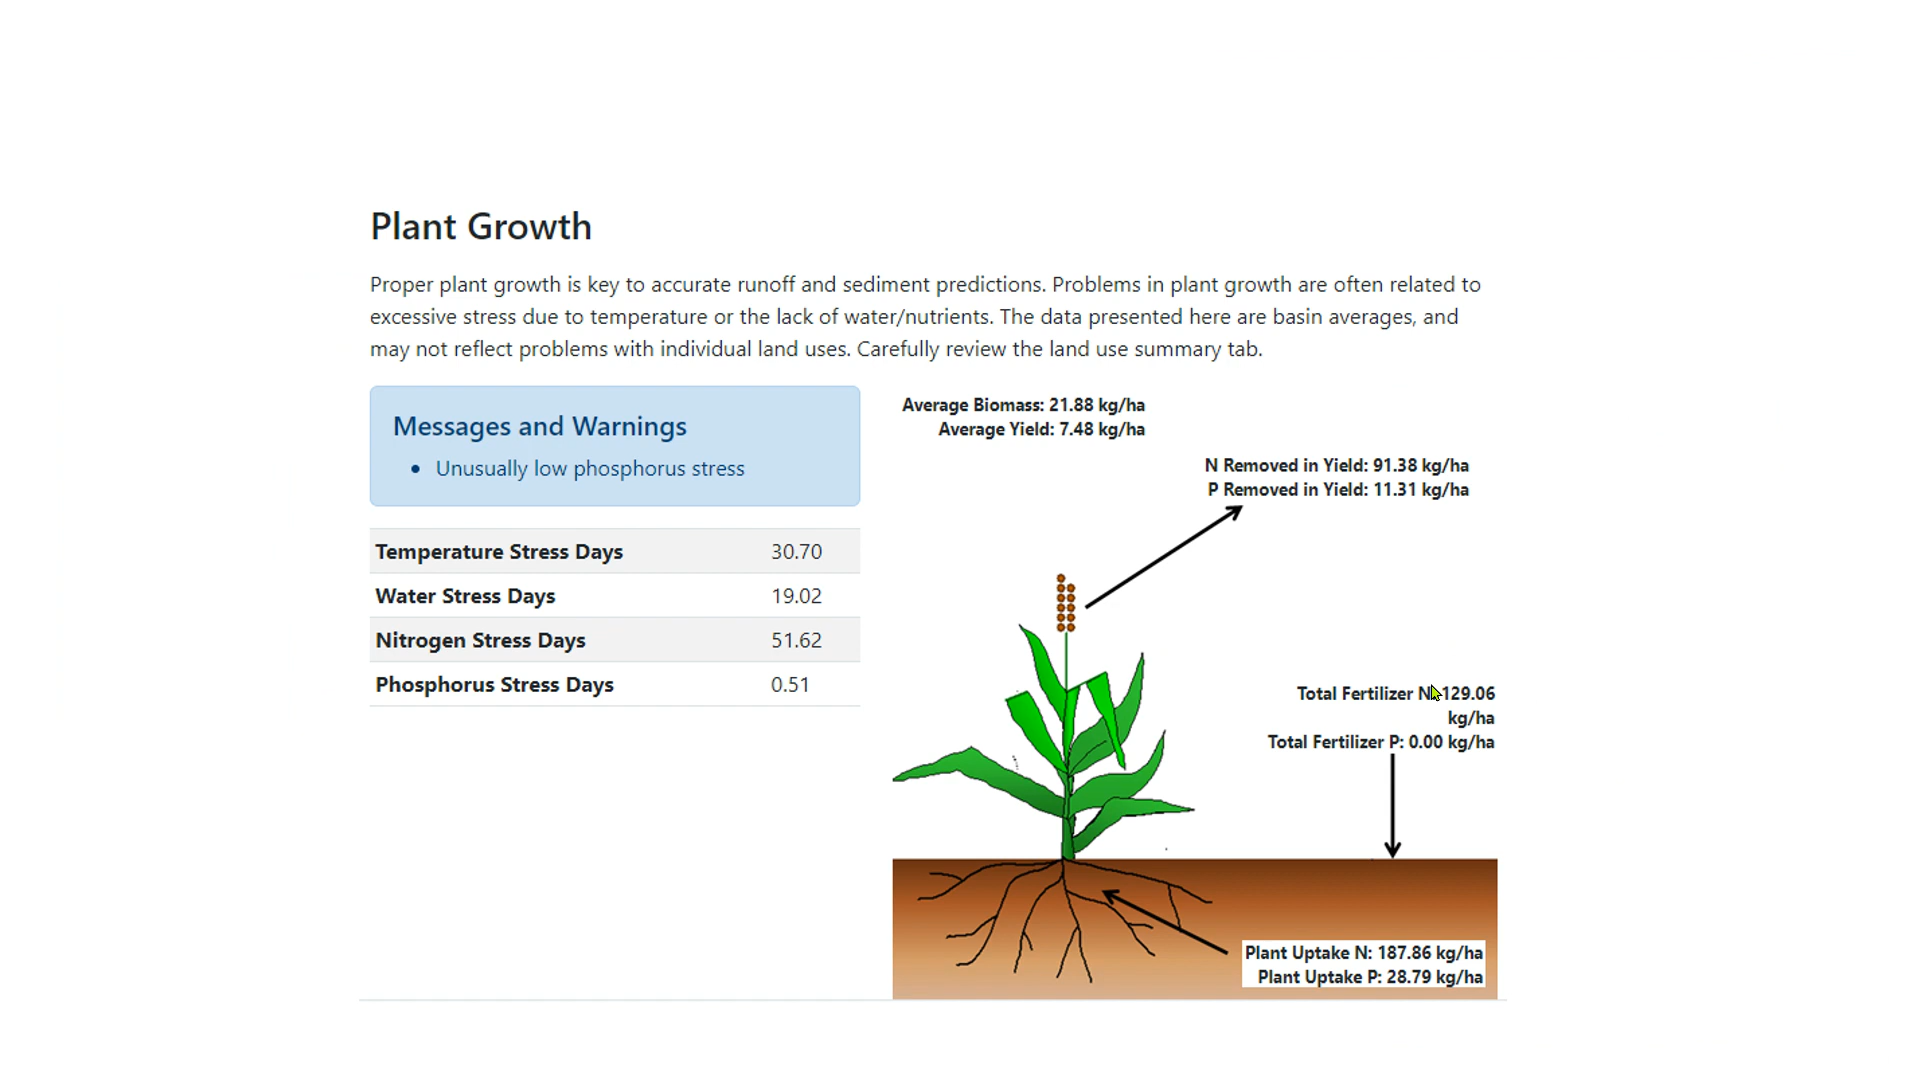 Plant Growth
Proper plant growth is key to accurate runoff and sediment predictions. Problems in plant growth are often related to
excessive stress due to temperature or the lack of water/nutrients. The data presented here are basin averages, and
may not reflect problems with individual land uses. Carefully review the land use summary tab.
Messages and Warnings
• Unusually low phosphorus stress
Temperature Stress Days 30.70
Water Stress Days 19.02
Nitrogen Stress Days 51.62
Phosphorus Stress Days 0.51
Average Biomass: 21.88 kg/ha
Average Yield: 7.48 kg/ha
N Removed in Yield: 91.38 kg/ha
P Removed in Yield: 11.31 kg/ha
Total Fertilizer N: 129.06
kg/ha
Total Fertilizer P: 0.00 kg/ha
Plant Uptake N: 187.86 kg/ha
Plant Uptake P: 28.79 kg/ha